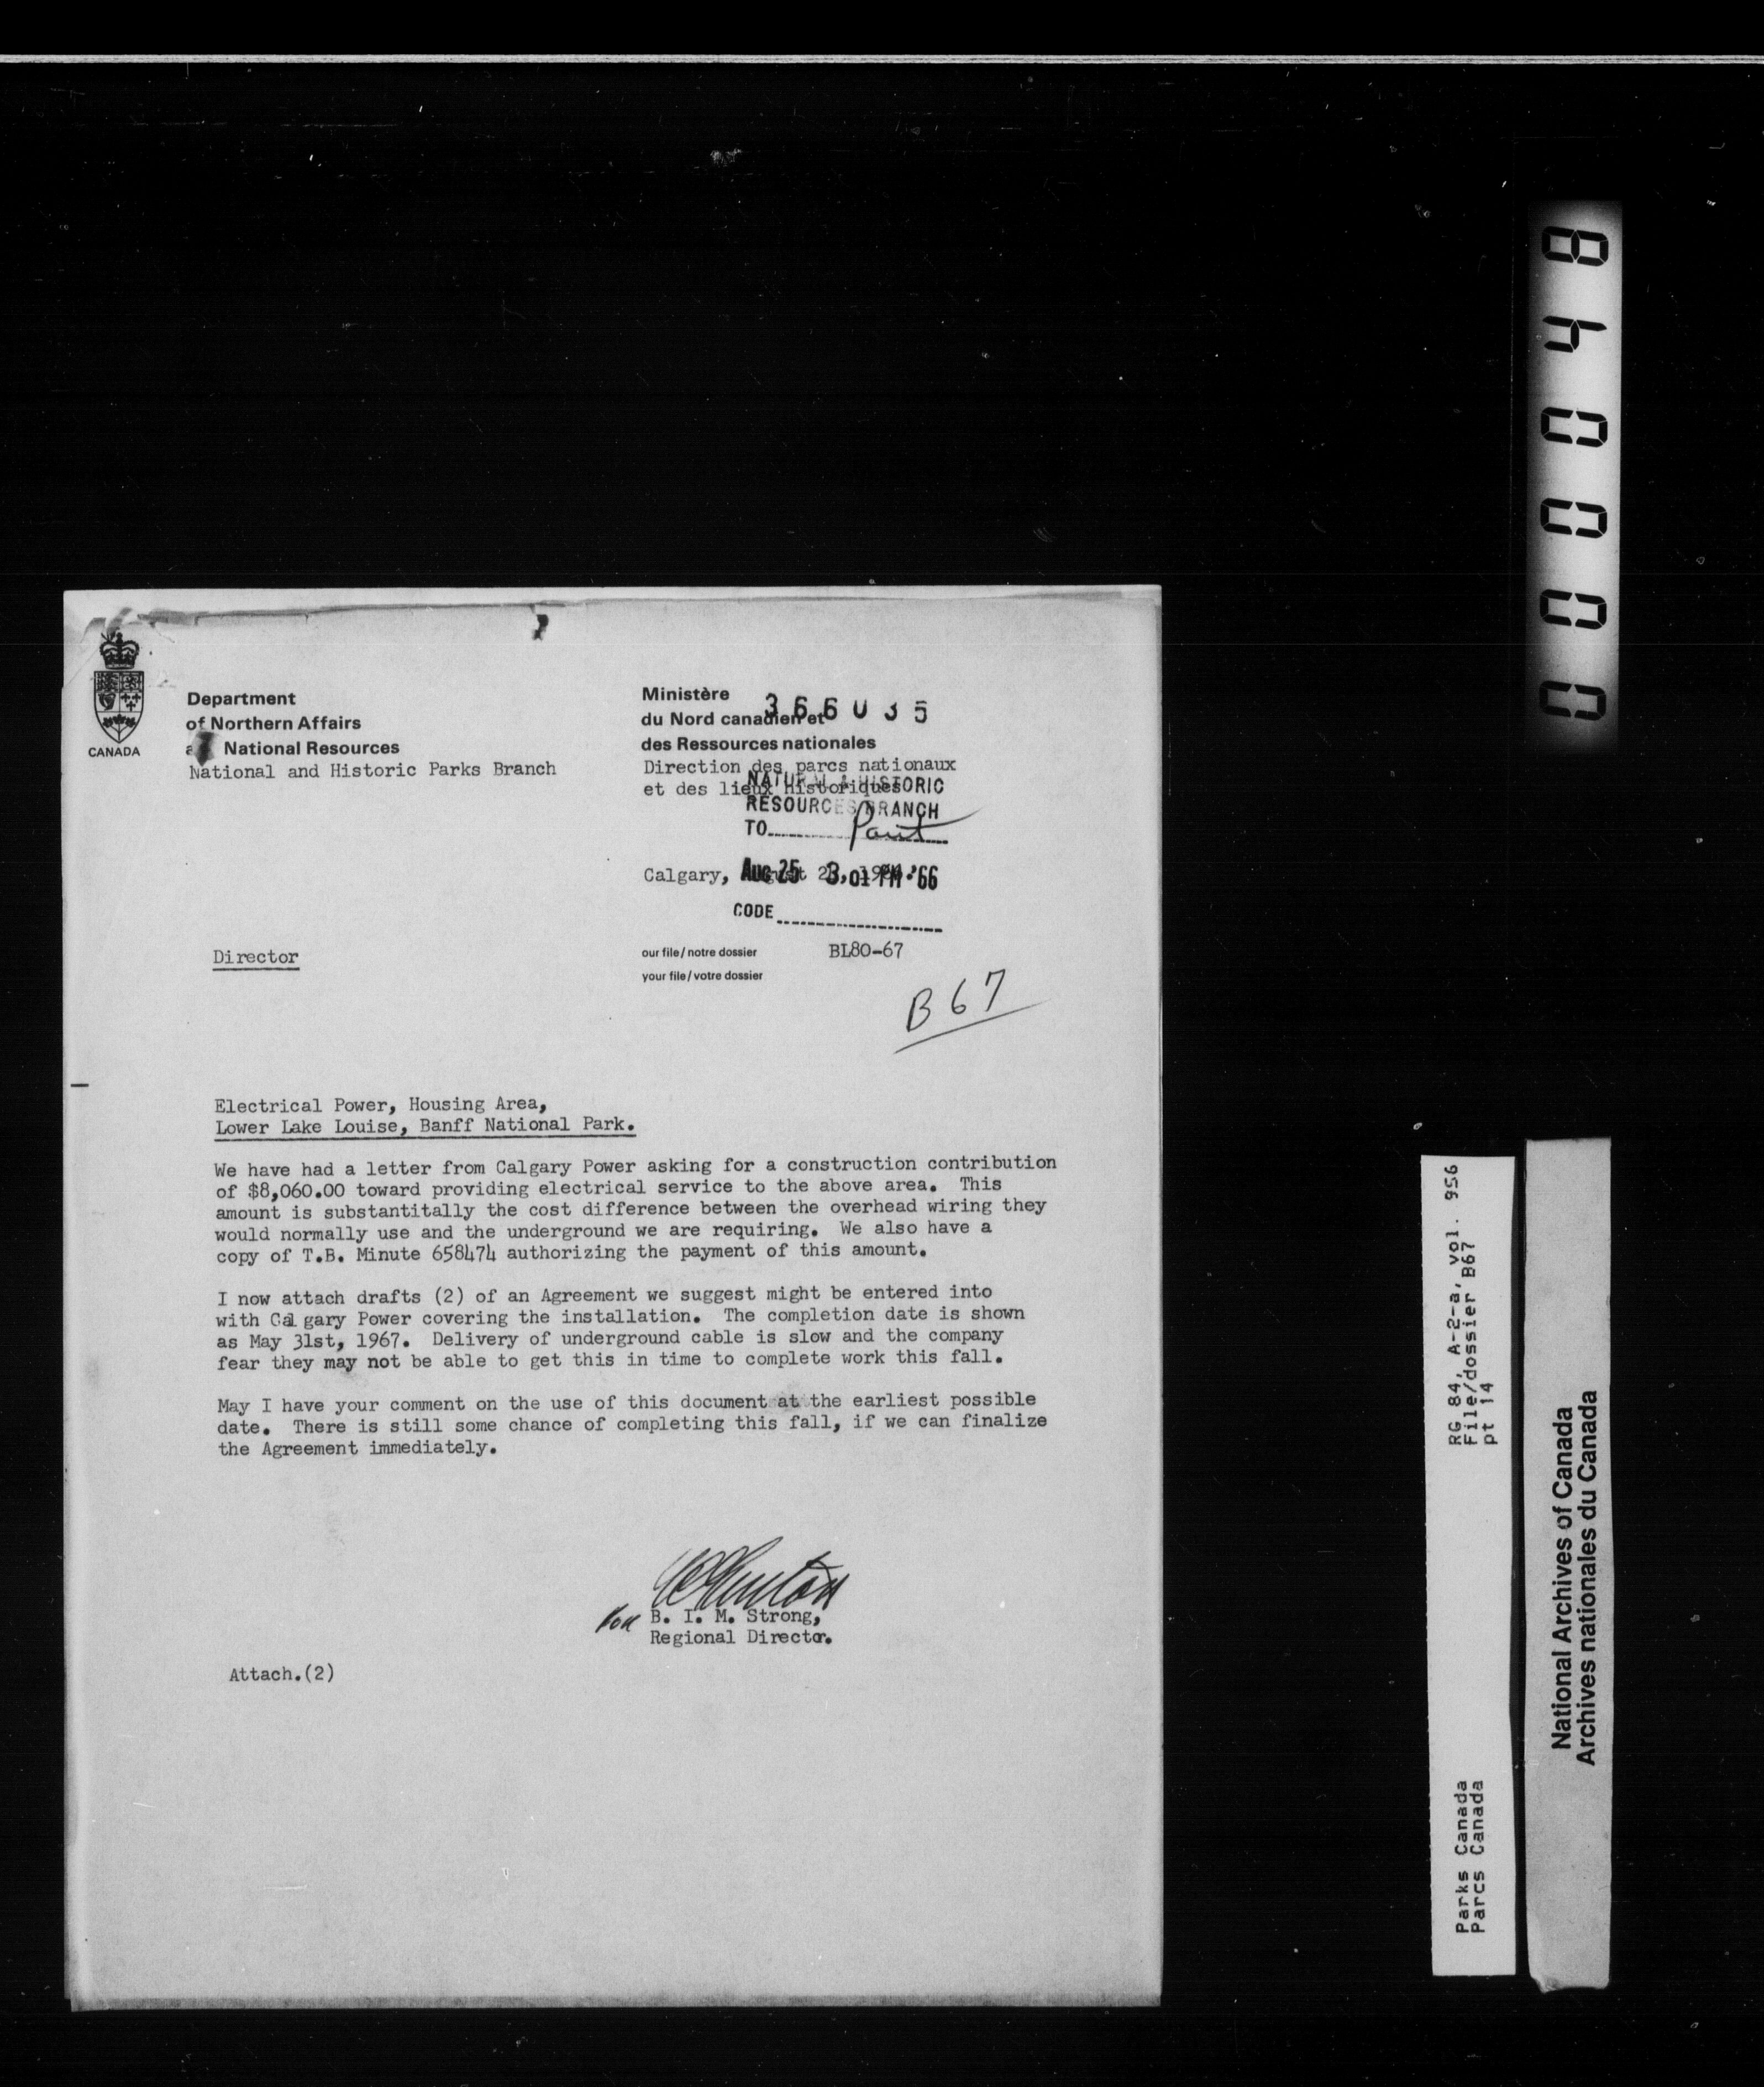 Department
of Northern Affairs
National Resources
National and Historic Parks Branch
CANADA
Ministère
du Nord canadien et
des Ressources nationales
Direction des parcs nationaux
et des lieux historiques
366035
NATURAL & HISTORIC
RESOURCES BRANCH
TO
Calgary, August
AUG 25 3 01 PM '66
CODE
Director
our file/notre dossier BL80-67
your file/votre dossier
B67
Electrical Power, Housing Area,
Lower Lake Louise, Banff National Park.
We have had a letter from Calgary Power asking for a construction contribution
of $8,060.00 toward providing electrical service to the above area. This
amount is substantitally the cost difference between the overhead wiring they
would normally use and the underground we are requiring. We also have a
copy of T.B. Minute 658474 authorizing the payment of this amount.
I now attach drafts (2) of an Agreement we suggest might be entered into
with Calgary Power covering the installation. The completion date is shown
as May 31st, 1967. Delivery of underground cable is slow and the company
fear they may not be able to get this in time to complete work this fall.
May I have your comment on the use of this document at the earliest possible
date. There is still some chance of completing this fall, if we can finalize
the Agreement immediately.
for B. I. M. Strong,
Regional Director.
Attach.(2)
000048
RG 84, A-2-a, vol. 956
File/dossier B67
pt 14
Parks Canada
Parcs Canada
National Archives of Canada
Archives nationales du Canada